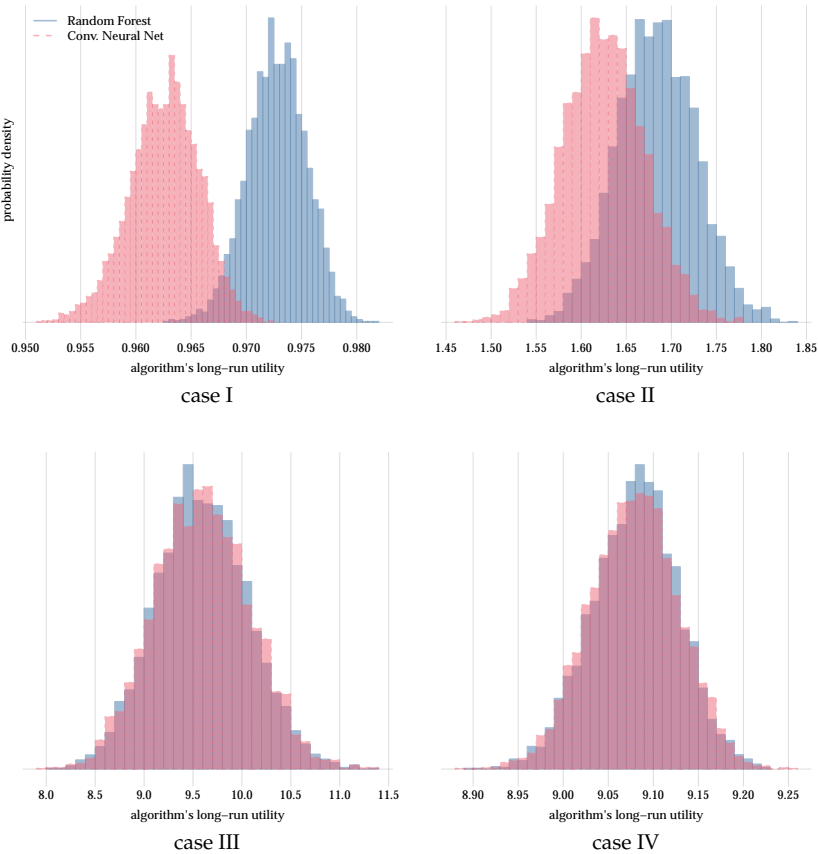 Random Forest
Conv. Neural Net
probability density
0.950 0.955 0.960 0.965 0.970 0.975 0.980
algorithm's long−run utility
case I
1.45 1.50 1.55 1.60 1.65 1.70 1.75 1.80 1.85
algorithm's long−run utility
case II
8.0 8.5 9.0 9.5 10.0 10.5 11.0 11.5
algorithm's long−run utility
case III
8.90 8.95 9.00 9.05 9.10 9.15 9.20 9.25
algorithm's long−run utility
case IV